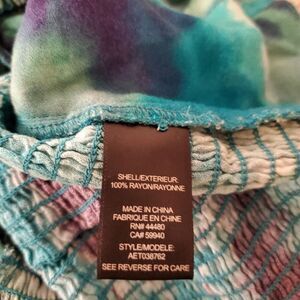 SHELL/EXTERIEUR:
100% RAYON/RAYONNE
MADE IN CHINA
FABRIQUE EN CHINE
RN# 44480
CA# 59940
STYLE/MODELE:
AET038762
SEE REVERSE FOR CARE